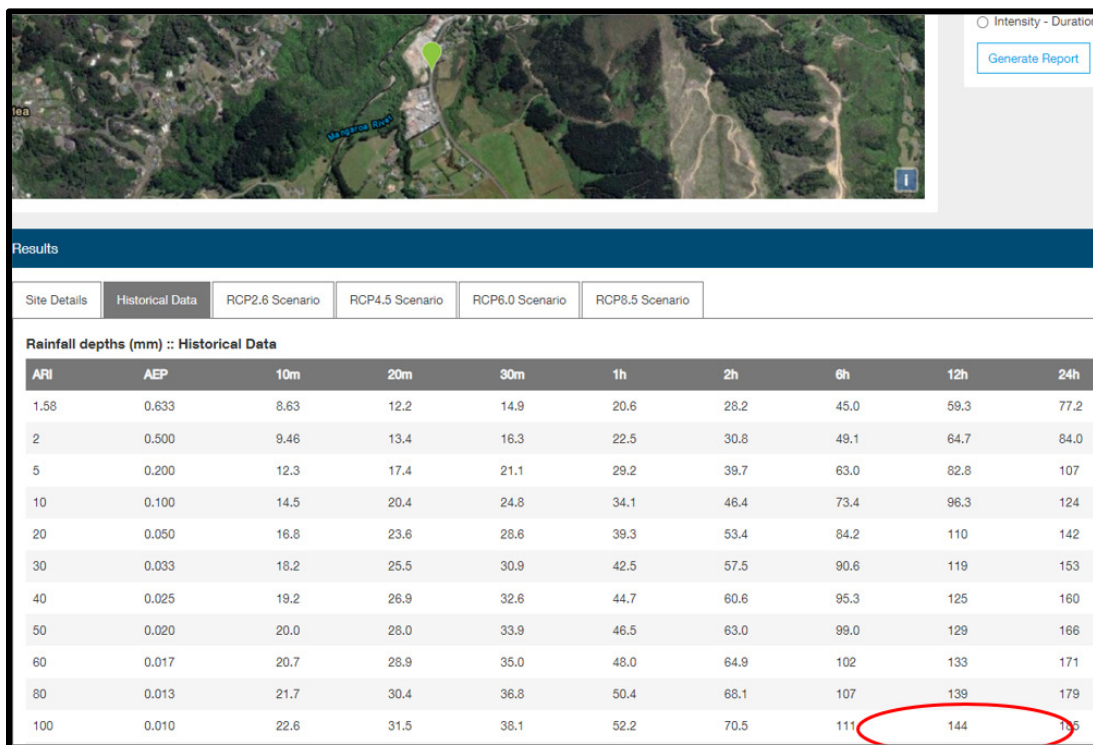 Intensity - Duration
Generate Report
lea
Mangaroa River
i
Results
Site Details Historical Data RCP2.6 Scenario RCP4.5 Scenario RCP6.0 Scenario RCP8.5 Scenario
Rainfall depths (mm) :: Historical Data
ARI AEP 10m 20m 30m 1h 2h 6h 12h 24h
1.58 0.633 8.63 12.2 14.9 20.6 28.2 45.0 59.3 77.2
2 0.500 9.46 13.4 16.3 22.5 30.8 49.1 64.7 84.0
5 0.200 12.3 17.4 21.1 29.2 39.7 63.0 82.8 107
10 0.100 14.5 20.4 24.8 34.1 46.4 73.4 96.3 124
20 0.050 16.8 23.6 28.6 39.3 53.4 84.2 110 142
30 0.033 18.2 25.5 30.9 42.5 57.5 90.6 119 153
40 0.025 19.2 26.9 32.6 44.7 60.6 95.3 125 160
50 0.020 20.0 28.0 33.9 46.5 63.0 99.0 129 166
60 0.017 20.7 28.9 35.0 48.0 64.9 102 133 171
80 0.013 21.7 30.4 36.8 50.4 68.1 107 139 179
100 0.010 22.6 31.5 38.1 52.2 70.5 111 144 185